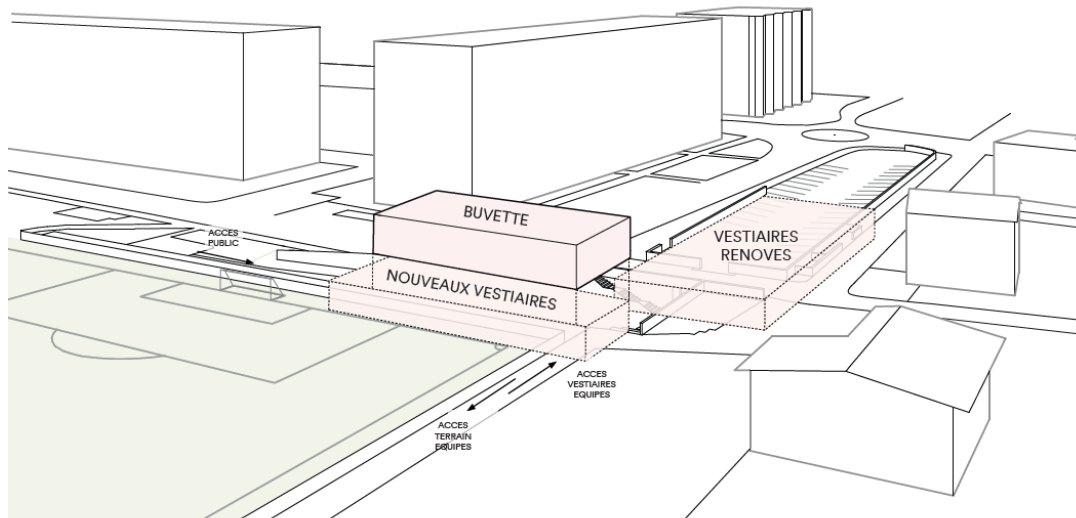 ACCES
PUBLIC
BUVETTE
NOUVEAUX VESTIAIRES
VESTIAIRES
RENOVES
ACCES
VESTIAIRES
EQUIPES
ACCES
TERRAIN
EQUIPES